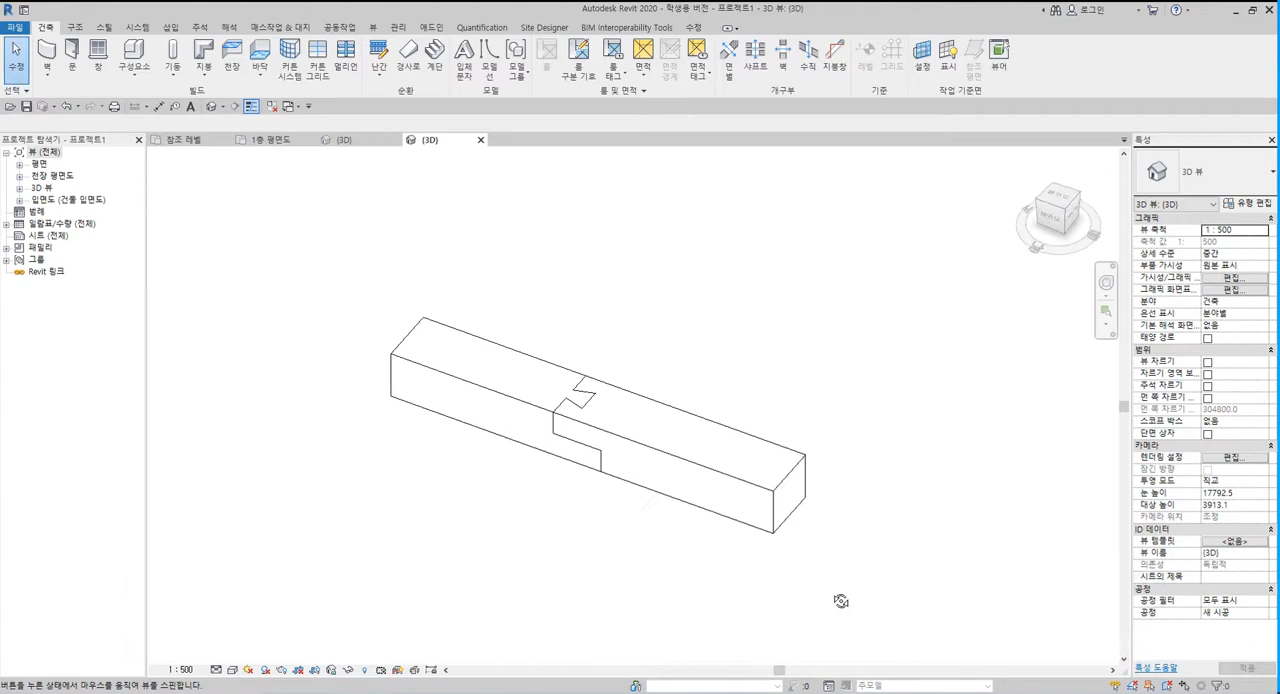 Autodesk Revit 2020 - 학생용 버전 - 프로젝트1 - 3D 뷰: {3D}
로그인
파일 건축 구조 스틸 시스템 삽입 주석 해석 매스작업 & 대지 공동작업 뷰 관리 애드인 Quantification Site Designer BIM Interoperability Tools 수정
수정 벽 문 창 구성요소 기둥 지붕 천장 바닥 커튼 시스템 커튼 그리드 멀리언 난간 경사로 계단 입체 문자 모델 선 모델 그룹 룸 룸 구분 기호 룸 태그 면적 면적 경계 면적 태그 면별 샤프트 벽 수직 지붕창 레벨 그리드 설정 표시 참조 평면 뷰어
선택 빌드 순환 모델 룸 및 면적 개구부 기준 작업 기준면
프로젝트 탐색기 - 프로젝트1
참조 레벨 1층 평면도 {3D} {3D}
뷰 (전체)
평면
천장 평면도
3D 뷰
입면도 (건물 입면도)
범례
일람표/수량 (전체)
시트 (전체)
패밀리
그룹
Revit 링크
특성
3D 뷰
3D 뷰: {3D} 유형 편집
그래픽
뷰 축척 1 : 500
축척 값 1: 500
상세 수준 중간
부품 가시성 원본 표시
가시성/그래픽 ... 편집...
그래픽 화면표... 편집...
분야 건축
은선 표시 분야별
기본 해석 화면... 없음
태양 경로
범위
뷰 자르기
자르기 영역 보...
주석 자르기
먼 쪽 자르기 ...
먼 쪽 자르기 ... 304800.0
스코프 박스 없음
단면 상자
카메라
렌더링 설정 편집...
잠긴 방향
투영 모드 직교
눈 높이 17792.5
대상 높이 3913.1
카메라 위치 조정
ID 데이터
뷰 템플릿 <없음>
뷰 이름 {3D}
의존성 독립적
시트의 제목
공정
공정 필터 모두 표시
공정 새 시공
특성 도움말 적용
1 : 500
버튼을 누른 상태에서 마우스를 움직여 뷰를 스핀합니다.
:0 주모델 :0